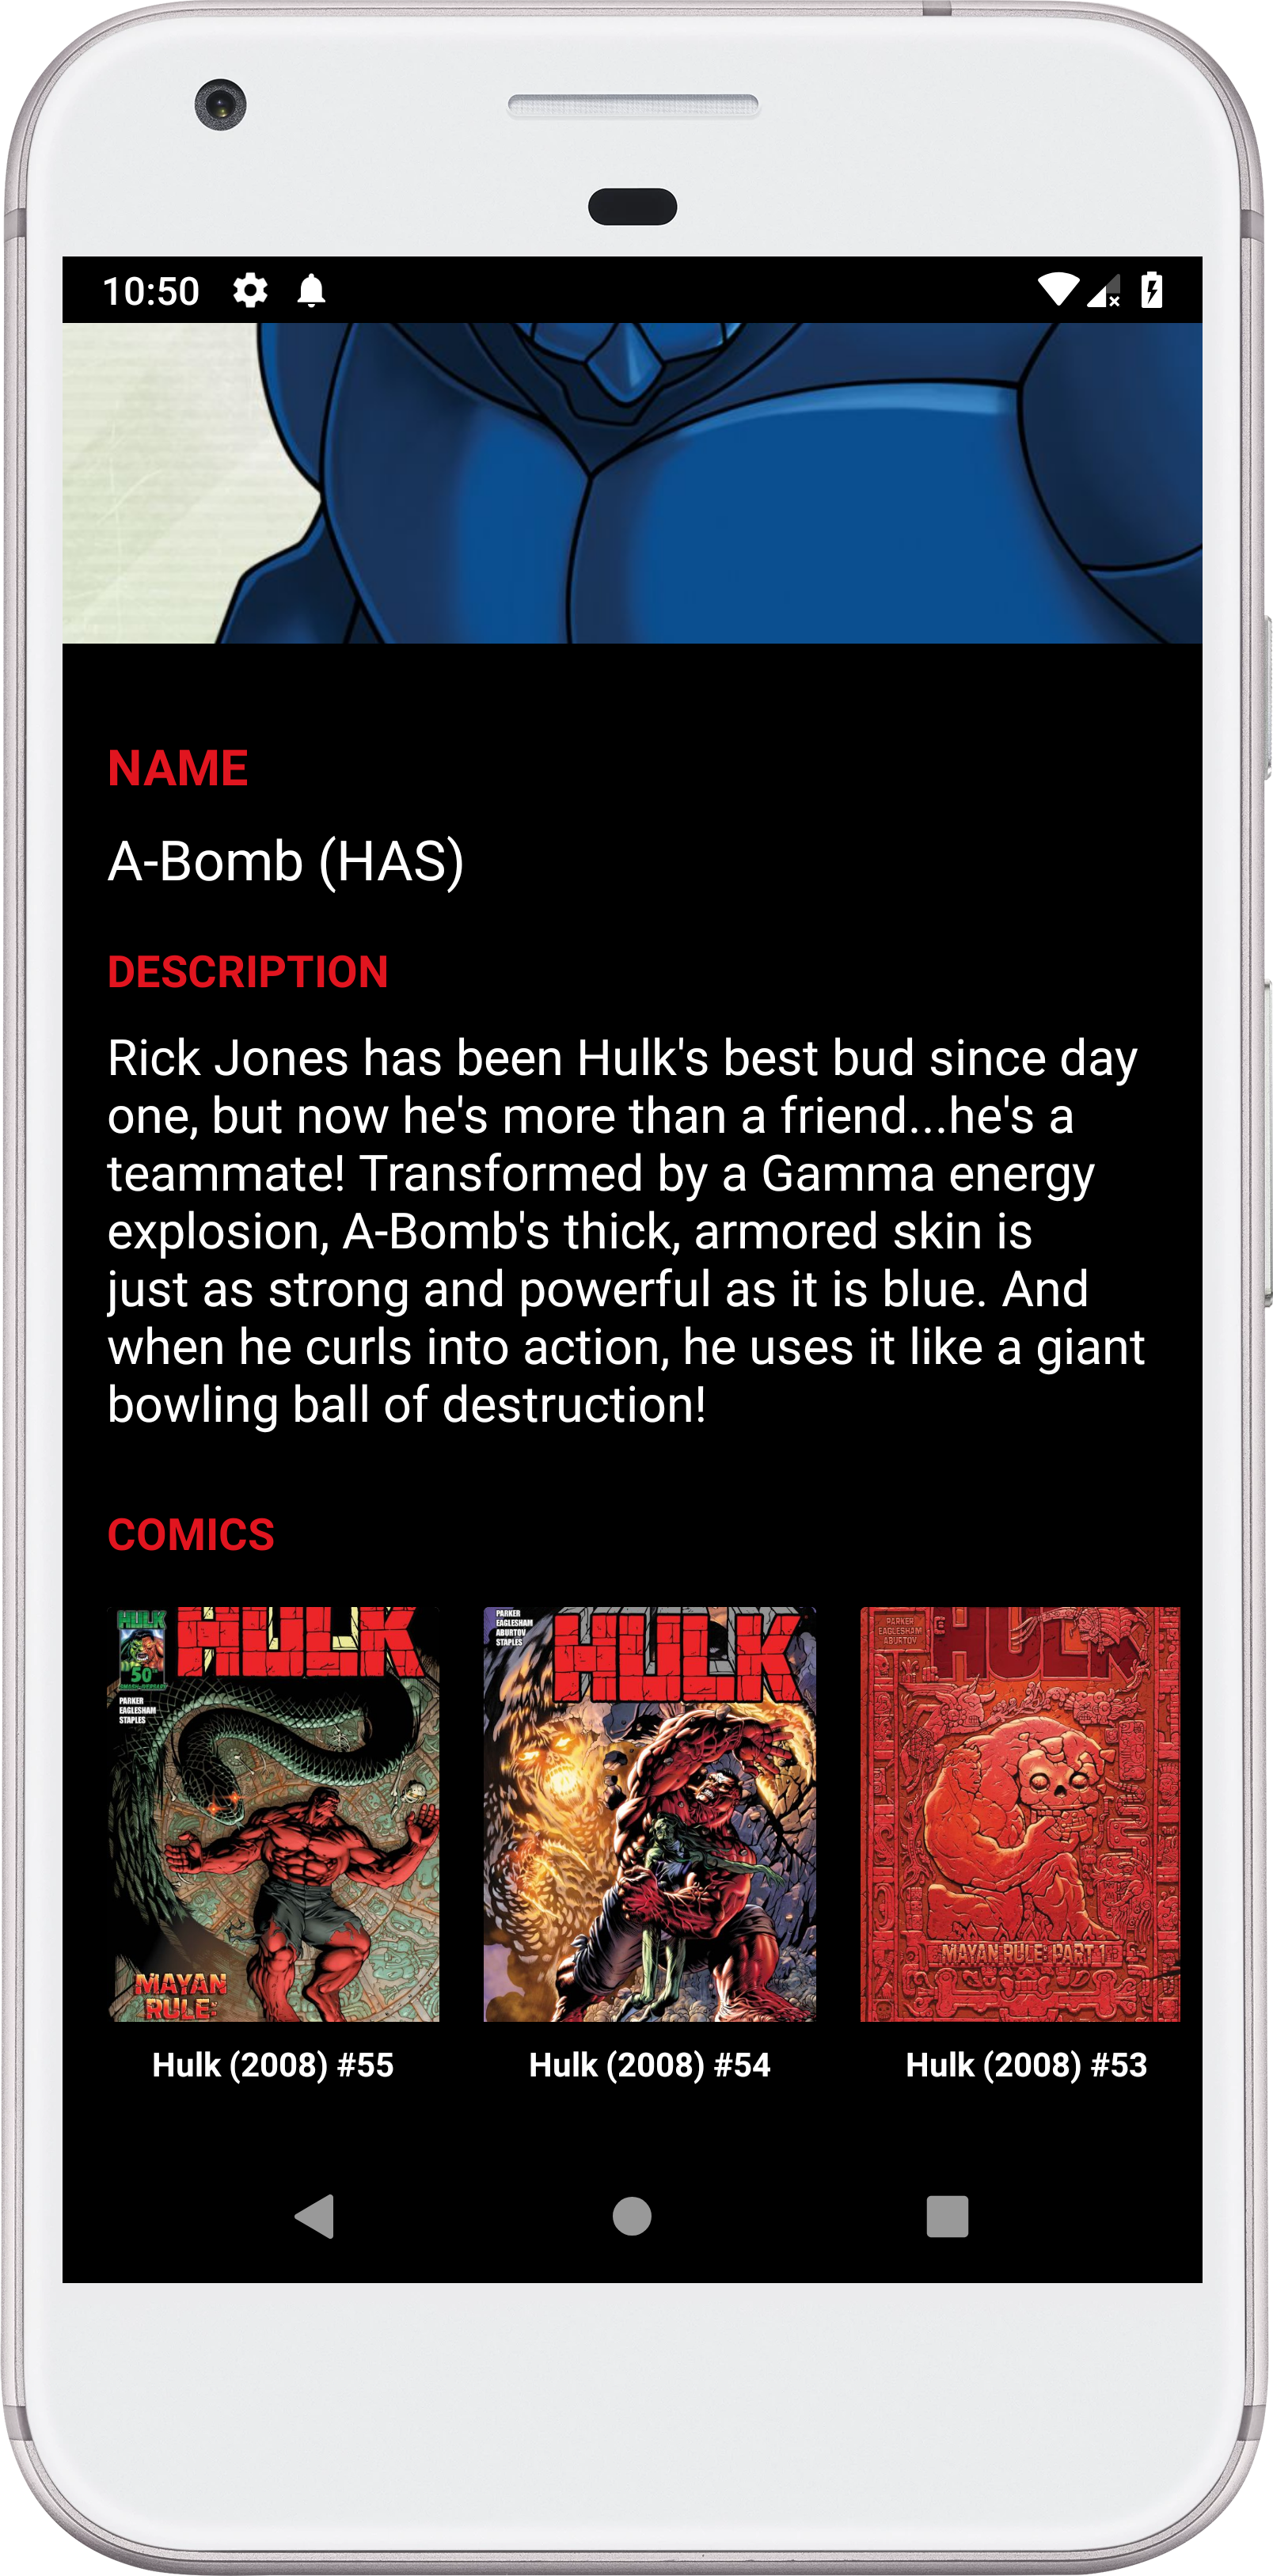 10:50
NAME
A-Bomb (HAS)
DESCRIPTION
Rick Jones has been Hulk's best bud since day
one, but now he's more than a friend...he's a
teammate! Transformed by a Gamma energy
explosion, A-Bomb's thick, armored skin is
just as strong and powerful as it is blue. And
when he curls into action, he uses it like a giant
bowling ball of destruction!
COMICS
HULK
50
HULK
PARKER
EAGLESHAM
STAPLES
MAYAN
RULE:
PARKER
EAGLESHAM
ABURTOV
STAPLES
HULK
PARKER
EAGLESHAM
ABURTOV
HULK
MAYAN RULE: PART 1
Hulk (2008) #55
Hulk (2008) #54
Hulk (2008) #53